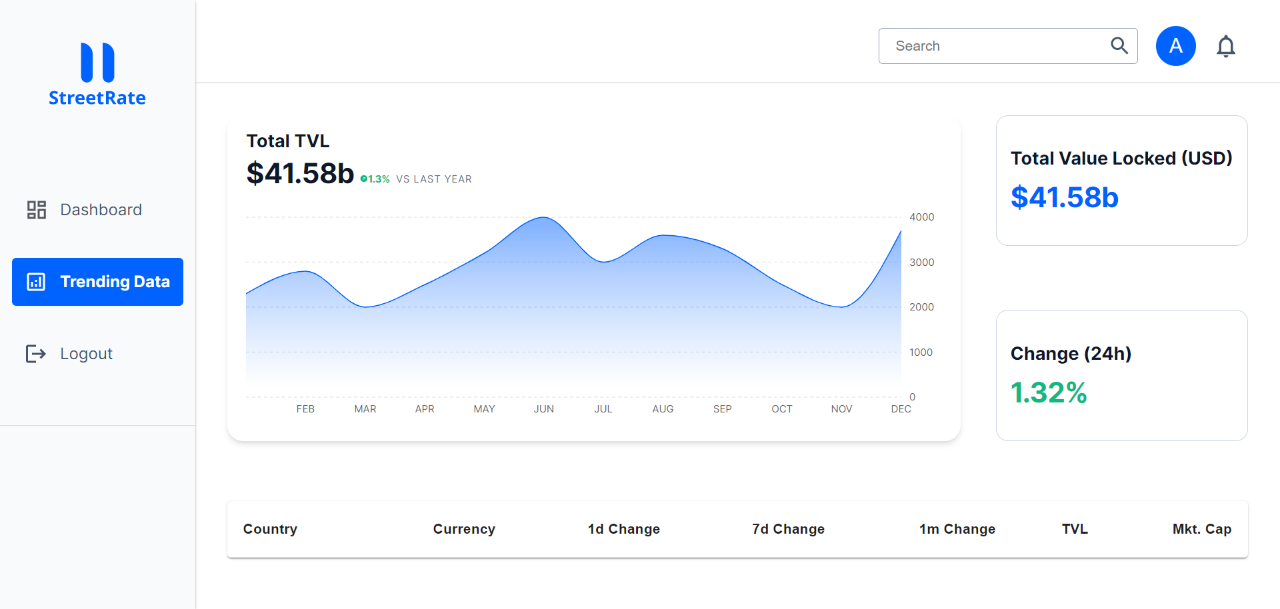 StreetRate
Dashboard
Trending Data
Logout
Search
A
Total TVL
$41.58b 1.3% VS LAST YEAR
4000
3000
2000
1000
0
FEB MAR APR MAY JUN JUL AUG SEP OCT NOV DEC
Total Value Locked (USD)
$41.58b
Change (24h)
1.32%
Country Currency 1d Change 7d Change 1m Change TVL Mkt. Cap